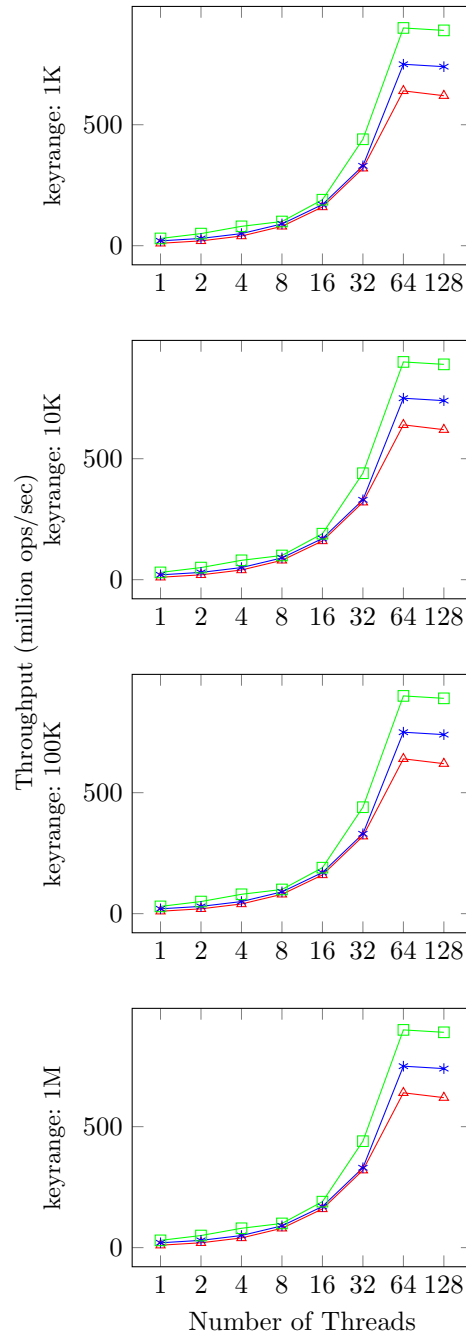 keyrange: 1K
500
0
1 2 4 8 16 32 64 128
keyrange: 10K
500
0
1 2 4 8 16 32 64 128
Throughput (million ops/sec)
keyrange: 100K
500
0
1 2 4 8 16 32 64 128
keyrange: 1M
500
0
1 2 4 8 16 32 64 128
Number of Threads